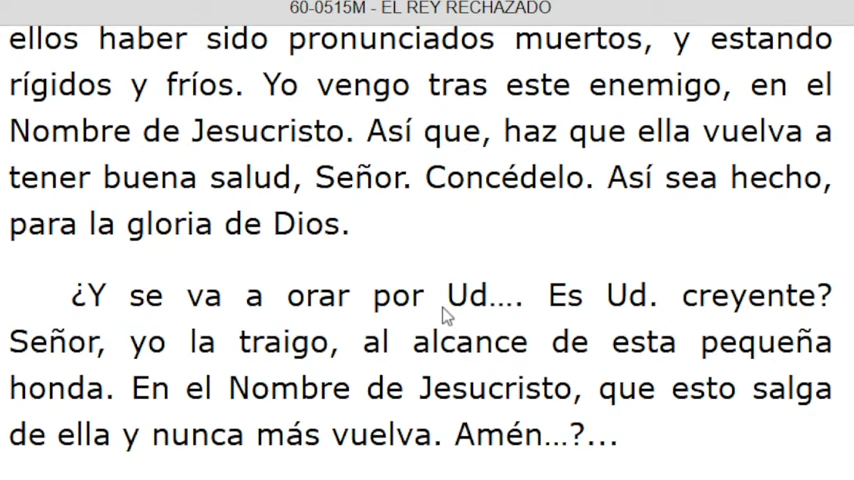 60-0515M - EL REY RECHAZADO
ellos haber sido pronunciados muertos, y estando
rígidos y fríos. Yo vengo tras este enemigo, en el
Nombre de Jesucristo. Así que, haz que ella vuelva a
tener buena salud, Señor. Concédelo. Así sea hecho,
para la gloria de Dios.
¿Y se va a orar por Ud.... Es Ud. creyente?
Señor, yo la traigo, al alcance de esta pequeña
honda. En el Nombre de Jesucristo, que esto salga
de ella y nunca más vuelva. Amén...?...